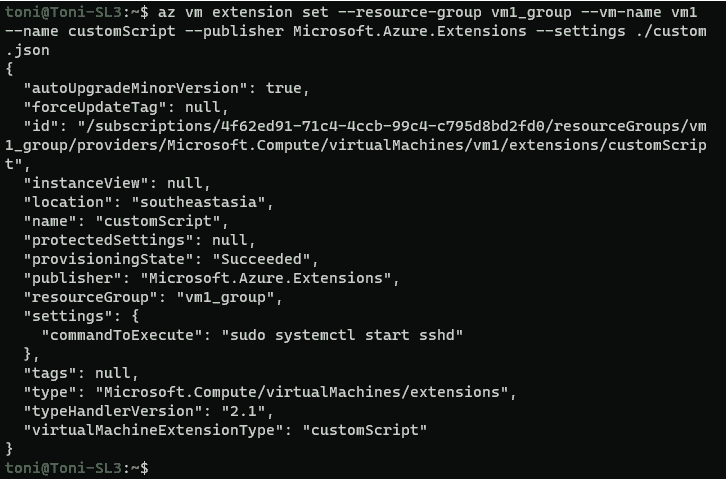 toni@Toni-SL3:~$ az vm extension set --resource-group vm1_group --vm-name vm1
--name customScript --publisher Microsoft.Azure.Extensions --settings ./custom
.json
{
  "autoUpgradeMinorVersion": true,
  "forceUpdateTag": null,
  "id": "/subscriptions/4f62ed91-71c4-4ccb-99c4-c795d8bd2fd0/resourceGroups/vm
1_group/providers/Microsoft.Compute/virtualMachines/vm1/extensions/customScrip
t",
  "instanceView": null,
  "location": "southeastasia",
  "name": "customScript",
  "protectedSettings": null,
  "provisioningState": "Succeeded",
  "publisher": "Microsoft.Azure.Extensions",
  "resourceGroup": "vm1_group",
  "settings": {
    "commandToExecute": "sudo systemctl start sshd"
  },
  "tags": null,
  "type": "Microsoft.Compute/virtualMachines/extensions",
  "typeHandlerVersion": "2.1",
  "virtualMachineExtensionType": "customScript"
}
toni@Toni-SL3:~$